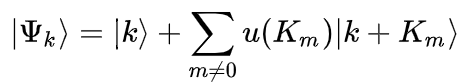 |Ψ_k⟩ = |k⟩ + ∑_{m≠0} u(K_m)|k + K_m⟩